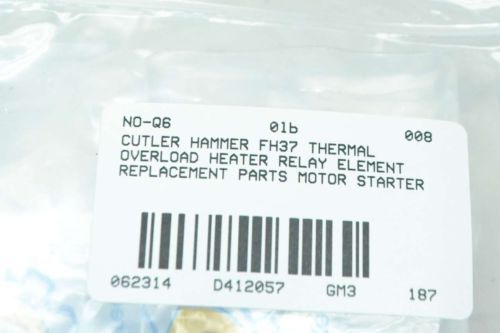 NO-Q6 01b 008
CUTLER HAMMER FH37 THERMAL
OVERLOAD HEATER RELAY ELEMENT
REPLACEMENT PARTS MOTOR STARTER
062314 D412057 GM3 187